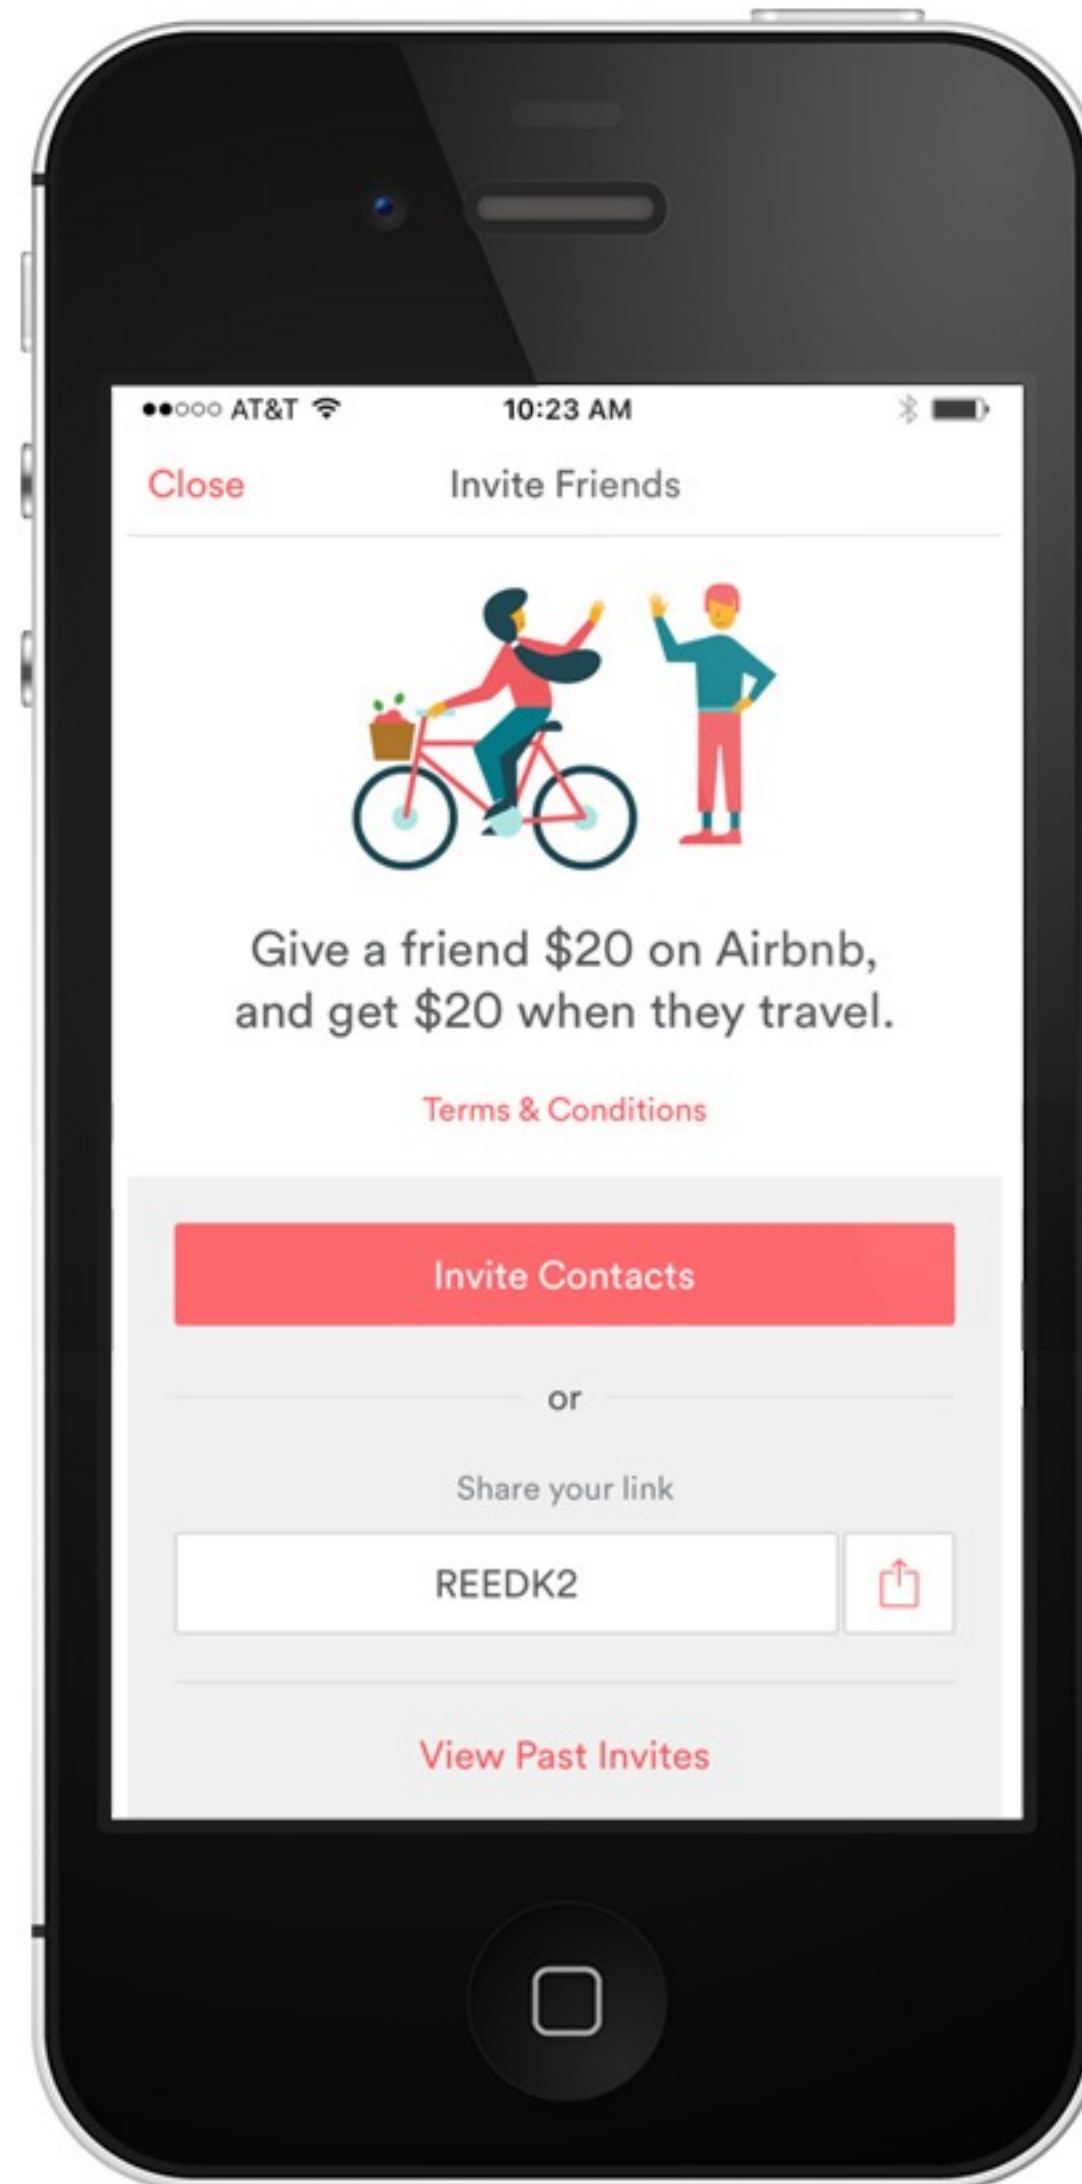 AT&T 10:23 AM
Close Invite Friends
Give a friend $20 on Airbnb,
and get $20 when they travel.
Terms & Conditions
Invite Contacts
or
Share your link
REEDK2
View Past Invites